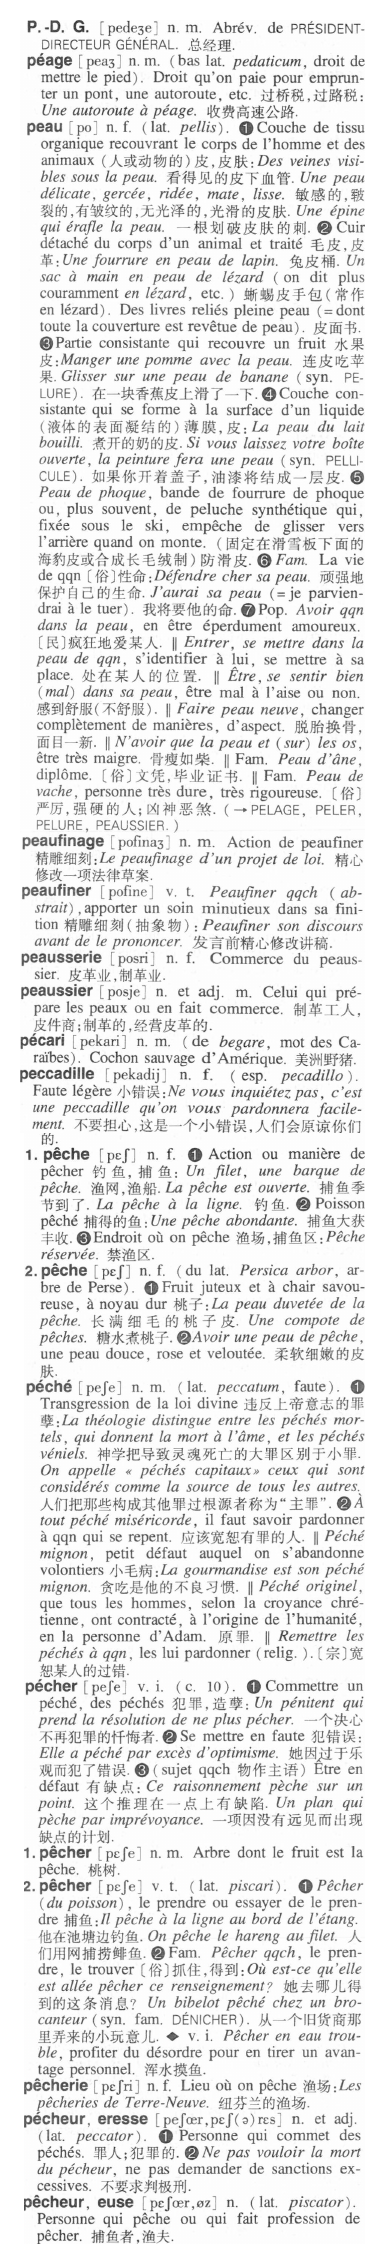 P.-D. G. [pedeʒe] n. m. Abrév. de PRÉSIDENT-
DIRECTEUR GÉNÉRAL. 总经理.
péage [peaʒ] n. m. ( bas lat. pedaticum, droit de
mettre le pied). Droit qu'on paie pour emprun-
ter un pont, une autoroute, etc. 过桥税,过路税:
Une autoroute à péage. 收费高速公路.
peau [po] n. f. ( lat. pellis). ❶ Couche de tissu
organique recouvrant le corps de l'homme et des
animaux (人或动物的) 皮,皮肤:Des veines visi-
bles sous la peau. 看得见的皮下血管. Une peau
délicate, gercée, ridée, mate, lisse. 敏感的,皲
裂的,有皱纹的,无光泽的,光滑的皮肤. Une épine
qui érafle la peau. 一根划破皮肤的刺. ❷ Cuir
détaché du corps d'un animal et traité 毛皮,皮
革:Une fourrure en peau de lapin. 兔皮桶. Un
sac à main en peau de lézard ( on dit plus
couramment en lézard, etc. ) 蜥蜴皮手包(常作
en lézard). Des livres reliés pleine peau (= dont
toute la couverture est revêtue de peau). 皮面书.
❸ Partie consistante qui recouvre un fruit 水果
皮:Manger une pomme avec la peau. 连皮吃苹
果. Glisser sur une peau de banane ( syn. PE-
LURE). 在一块香蕉皮上滑了一下. ❹ Couche con-
sistante qui se forme à la surface d'un liquide
(液体的表面凝结的) 薄膜,皮: La peau du lait
bouilli. 煮开的奶的皮. Si vous laissez votre boîte
ouverte, la peinture fera une peau ( syn. PELLI-
CULE). 如果你开着盖子,油漆将结成一层皮. ❺
Peau de phoque, bande de fourrure de phoque
ou, plus souvent, de peluche synthétique qui,
fixée sous le ski, empêche de glisser vers
l'arrière quand on monte. (固定在滑雪板下面的
海豹皮或合成长毛绒制) 防滑皮. ❻ Fam. La vie
de qqn [俗]性命:Défendre cher sa peau. 顽强地
保护自己的生命. J'aurai sa peau (= je parvien-
drai à le tuer). 我将要他的命. ❼ Pop. Avoir qqn
dans la peau, en être éperdument amoureux.
[民]疯狂地爱某人. ‖ Entrer, se mettre dans la
peau de qqn, s'identifier à lui, se mettre à sa
place. 处在某人的位置. ‖ Être, se sentir bien
(mal) dans sa peau, être mal à l'aise ou non.
感到舒服(不舒服). ‖ Faire peau neuve, changer
complètement de manières, d'aspect. 脱胎换骨,
面目一新. ‖ N'avoir que la peau et (sur) les os,
être très maigre. 骨瘦如柴. ‖ Fam. Peau d'âne,
diplôme. [俗]文凭,毕业证书. ‖ Fam. Peau de
vache, personne très dure, très rigoureuse. [俗]
严厉,强硬的人;凶神恶煞. (→ PELAGE, PELER,
PELURE, PEAUSSIER. )
peaufinage [pofinaʒ] n. m. Action de peaufiner
精雕细刻:Le peaufinage d'un projet de loi. 精心
修改一项法律草案.
peaufiner [pofine] v. t. Peaufiner qqch ( ab-
strait),apporter un soin minutieux dans sa fini-
tion 精雕细刻(抽象物) : Peaufiner son discours
avant de le prononcer. 发言前精心修改讲稿.
peausserie [posri] n. f. Commerce du peaus-
sier. 皮革业,制革业.
peaussier [posje] n. et adj. m. Celui qui pré-
pare les peaux ou en fait commerce. 制革工人,
皮件商;制革的,经营皮革的.
pécari [pekari] n. m. ( de begare, mot des Ca-
raïbes). Cochon sauvage d'Amérique. 美洲野猪.
peccadille [pekadij] n. f. ( esp. pecadillo ).
Faute légère 小错误:Ne vous inquiétez pas, c'est
une peccadille qu'on vous pardonnera facile-
ment. 不要担心,这是一个小错误,人们会原谅你们
的.
1. pêche [pɛʃ] n. f. ❶ Action ou manière de
pêcher 钓鱼,捕鱼: Un filet, une barque de
pêche. 渔网,渔船. La pêche est ouverte. 捕鱼季
节到了. La pêche à la ligne. 钓鱼. ❷ Poisson
pêché 捕得的鱼:Une pêche abondante. 捕鱼大获
丰收. ❸ Endroit où on pêche 渔场,捕鱼区:Pêche
réservée. 禁渔区.
2. pêche [pɛʃ] n. f. ( du lat. Persica arbor, ar-
bre de Perse). ❶ Fruit juteux et à chair savou-
reuse, à noyau dur 桃子:La peau duvetée de la
pêche. 长满细毛的桃子皮. Une compote de
pêches. 糖水煮桃子. ❷ Avoir une peau de pêche,
une peau douce, rose et veloutée. 柔软细嫩的皮
肤.
péché [peʃe] n. m. ( lat. peccatum, faute). ❶
Transgression de la loi divine 违反上帝意志的罪
孽:La théologie distingue entre les péchés mor-
tels, qui donnent la mort à l'âme, et les péchés
véniels. 神学把导致灵魂死亡的大罪区别于小罪.
On appelle « péchés capitaux » ceux qui sont
considérés comme la source de tous les autres.
人们把那些构成其他罪过根源者称为“主罪”. ❷ À
tout péché miséricorde, il faut savoir pardonner
à qqn qui se repent. 应该宽恕有罪的人. ‖ Péché
mignon, petit défaut auquel on s'abandonne
volontiers 小毛病:La gourmandise est son péché
mignon. 贪吃是他的不良习惯. ‖ Péché originel,
que tous les hommes, selon la croyance chré-
tienne, ont contracté, à l'origine de l'humanité,
en la personne d'Adam. 原罪. ‖ Remettre les
péchés à qqn, les lui pardonner (relig. ). [宗]宽
恕某人的过错.
pécher [peʃe] v. i. ( c. 10). ❶ Commettre un
péché, des péchés 犯罪,造孽: Un pénitent qui
prend la résolution de ne plus pécher. 一个决心
不再犯罪的忏悔者. ❷ Se mettre en faute 犯错误:
Elle a péché par excès d'optimisme. 她因过于乐
观而犯了错误. ❸ (sujet qqch 物作主语) Être en
défaut 有缺点: Ce raisonnement pèche sur un
point. 这个推理在一点上有缺陷. Un plan qui
pèche par imprévoyance. 一项因没有远见而出现
缺点的计划.
1. pêcher [pɛʃe] n. m. Arbre dont le fruit est la
pêche. 桃树.
2. pêcher [pɛʃe] v. t. ( lat. piscari). ❶ Pêcher
(du poisson), le prendre ou essayer de le pren-
dre 捕鱼:Il pêche à la ligne au bord de l'étang.
他在池塘边钓鱼. On pêche le hareng au filet. 人
们用网捕捞鲱鱼. ❷ Fam. Pêcher qqch, le pren-
dre, le trouver [俗]抓住,得到:Où est-ce qu'elle
est allée pêcher ce renseignement? 她去哪儿得
到的这条消息? Un bibelot pêché chez un bro-
canteur (syn. fam. DÉNICHER). 从一个旧货商那
里弄来的小玩意儿. ◆ v. i. Pêcher en eau trou-
ble, profiter du désordre pour en tirer un avan-
tage personnel. 浑水摸鱼.
pêcherie [pɛʃri] n. f. Lieu où on pêche 渔场:Les
pêcheries de Terre-Neuve. 纽芬兰的渔场.
pécheur, eresse [peʃœr,pɛʃ(ə)rɛs] n. et adj.
(lat. peccator). ❶ Personne qui commet des
péchés. 罪人;犯罪的. ❷ Ne pas vouloir la mort
du pécheur, ne pas demander de sanctions ex-
cessives. 不要求判极刑.
pêcheur, euse [pɛʃœr,øz] n. ( lat. piscator).
Personne qui pêche ou qui fait profession de
pêcher. 捕鱼者,渔夫.